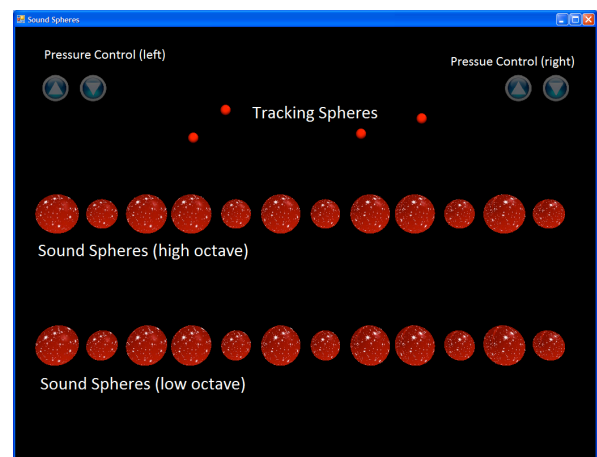 Sound Spheres
Pressure Control (left)
Pressue Control (right)
Tracking Spheres
Sound Spheres (high octave)
Sound Spheres (low octave)